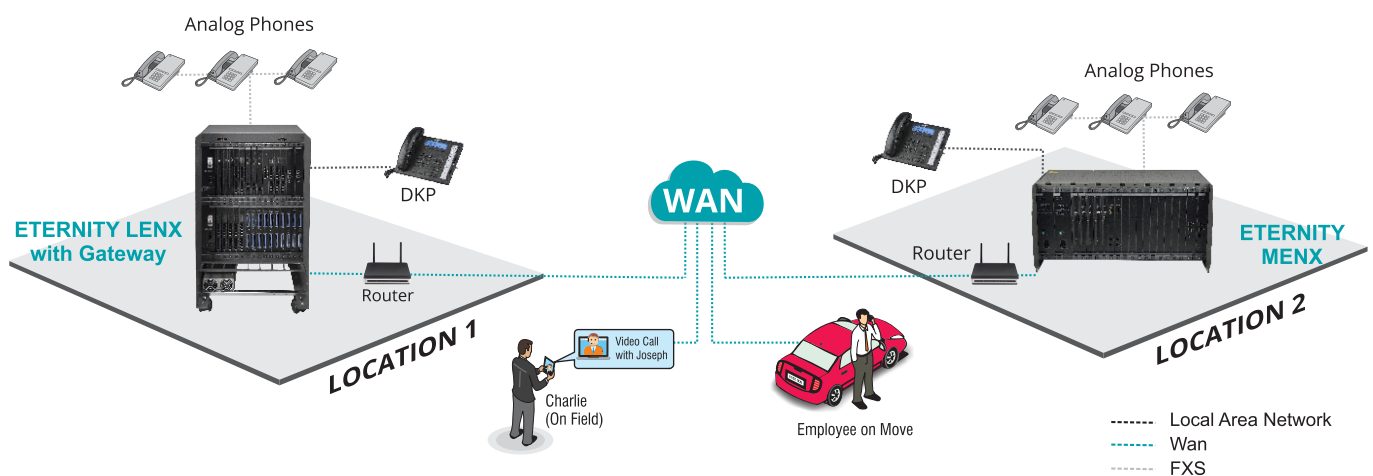 Analog Phones
DKP
ETERNITY LENX
with Gateway
Router
LOCATION 1
WAN
Video Call
with Joseph
Charlie
(On Field)
Employee on Move
Analog Phones
DKP
Router
ETERNITY
MENX
LOCATION 2
Local Area Network
Wan
FXS